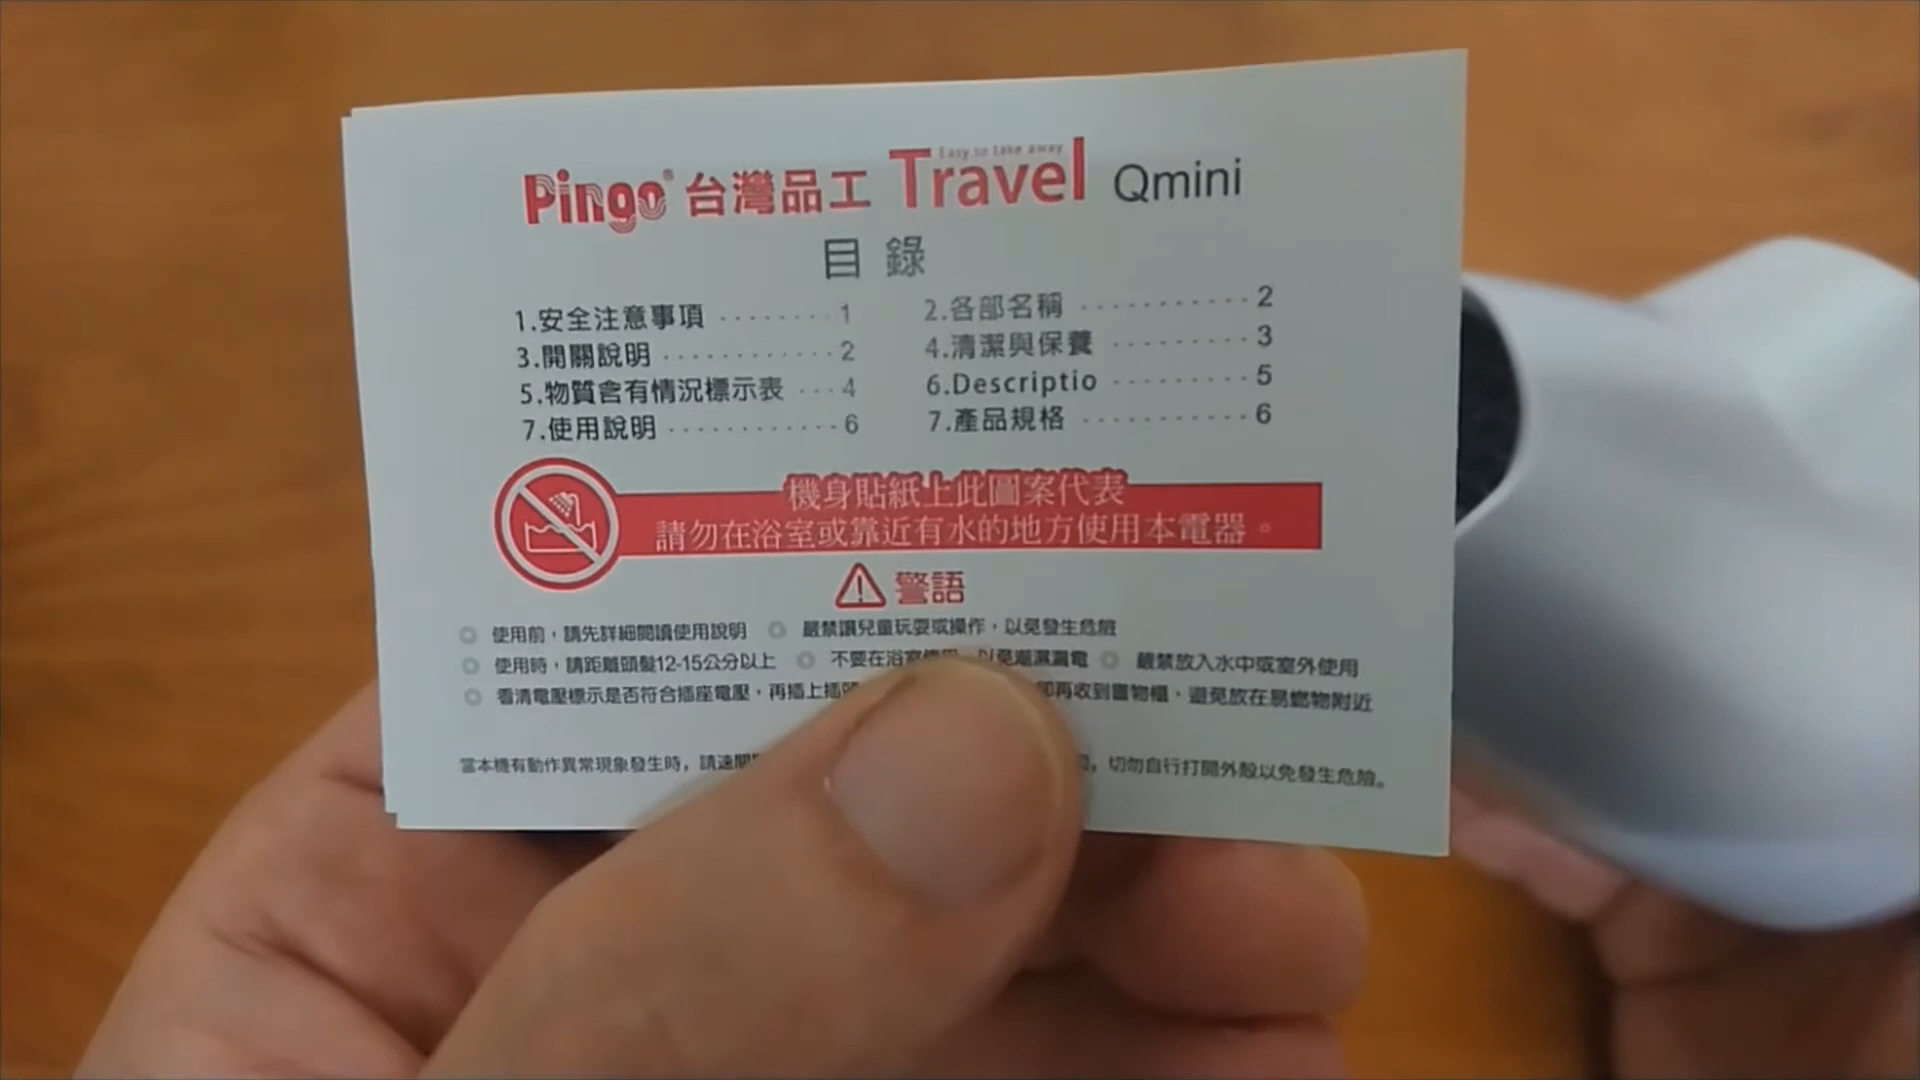 Easy to take away
Pingo® 台灣品工 Travel Qmini
目錄
1.安全注意事項 ········ 1 2.各部名稱 ··········· 2
3.開關說明 ············ 2 4.清潔與保養 ········· 3
5.物質含有情況標示表 ··· 4 6.Descriptio ········· 5
7.使用說明 ············ 6 7.產品規格 ··········· 6
機身貼紙上此圖案代表
請勿在浴室或靠近有水的地方使用本電器。
警語
使用前，請先詳細閱讀使用說明 嚴禁讓兒童玩耍或操作，以免發生危險
使用時，請距離頭髮12-15公分以上 不要在浴室使用，以免潮濕漏電 嚴禁放入水中或室外使用
看清電壓標示是否符合插座電壓，再插上插頭 卻再收到置物櫃，避免放在易燃物附近
當本機有動作異常現象發生時，請速關 切勿自行打開外殼以免發生危險。